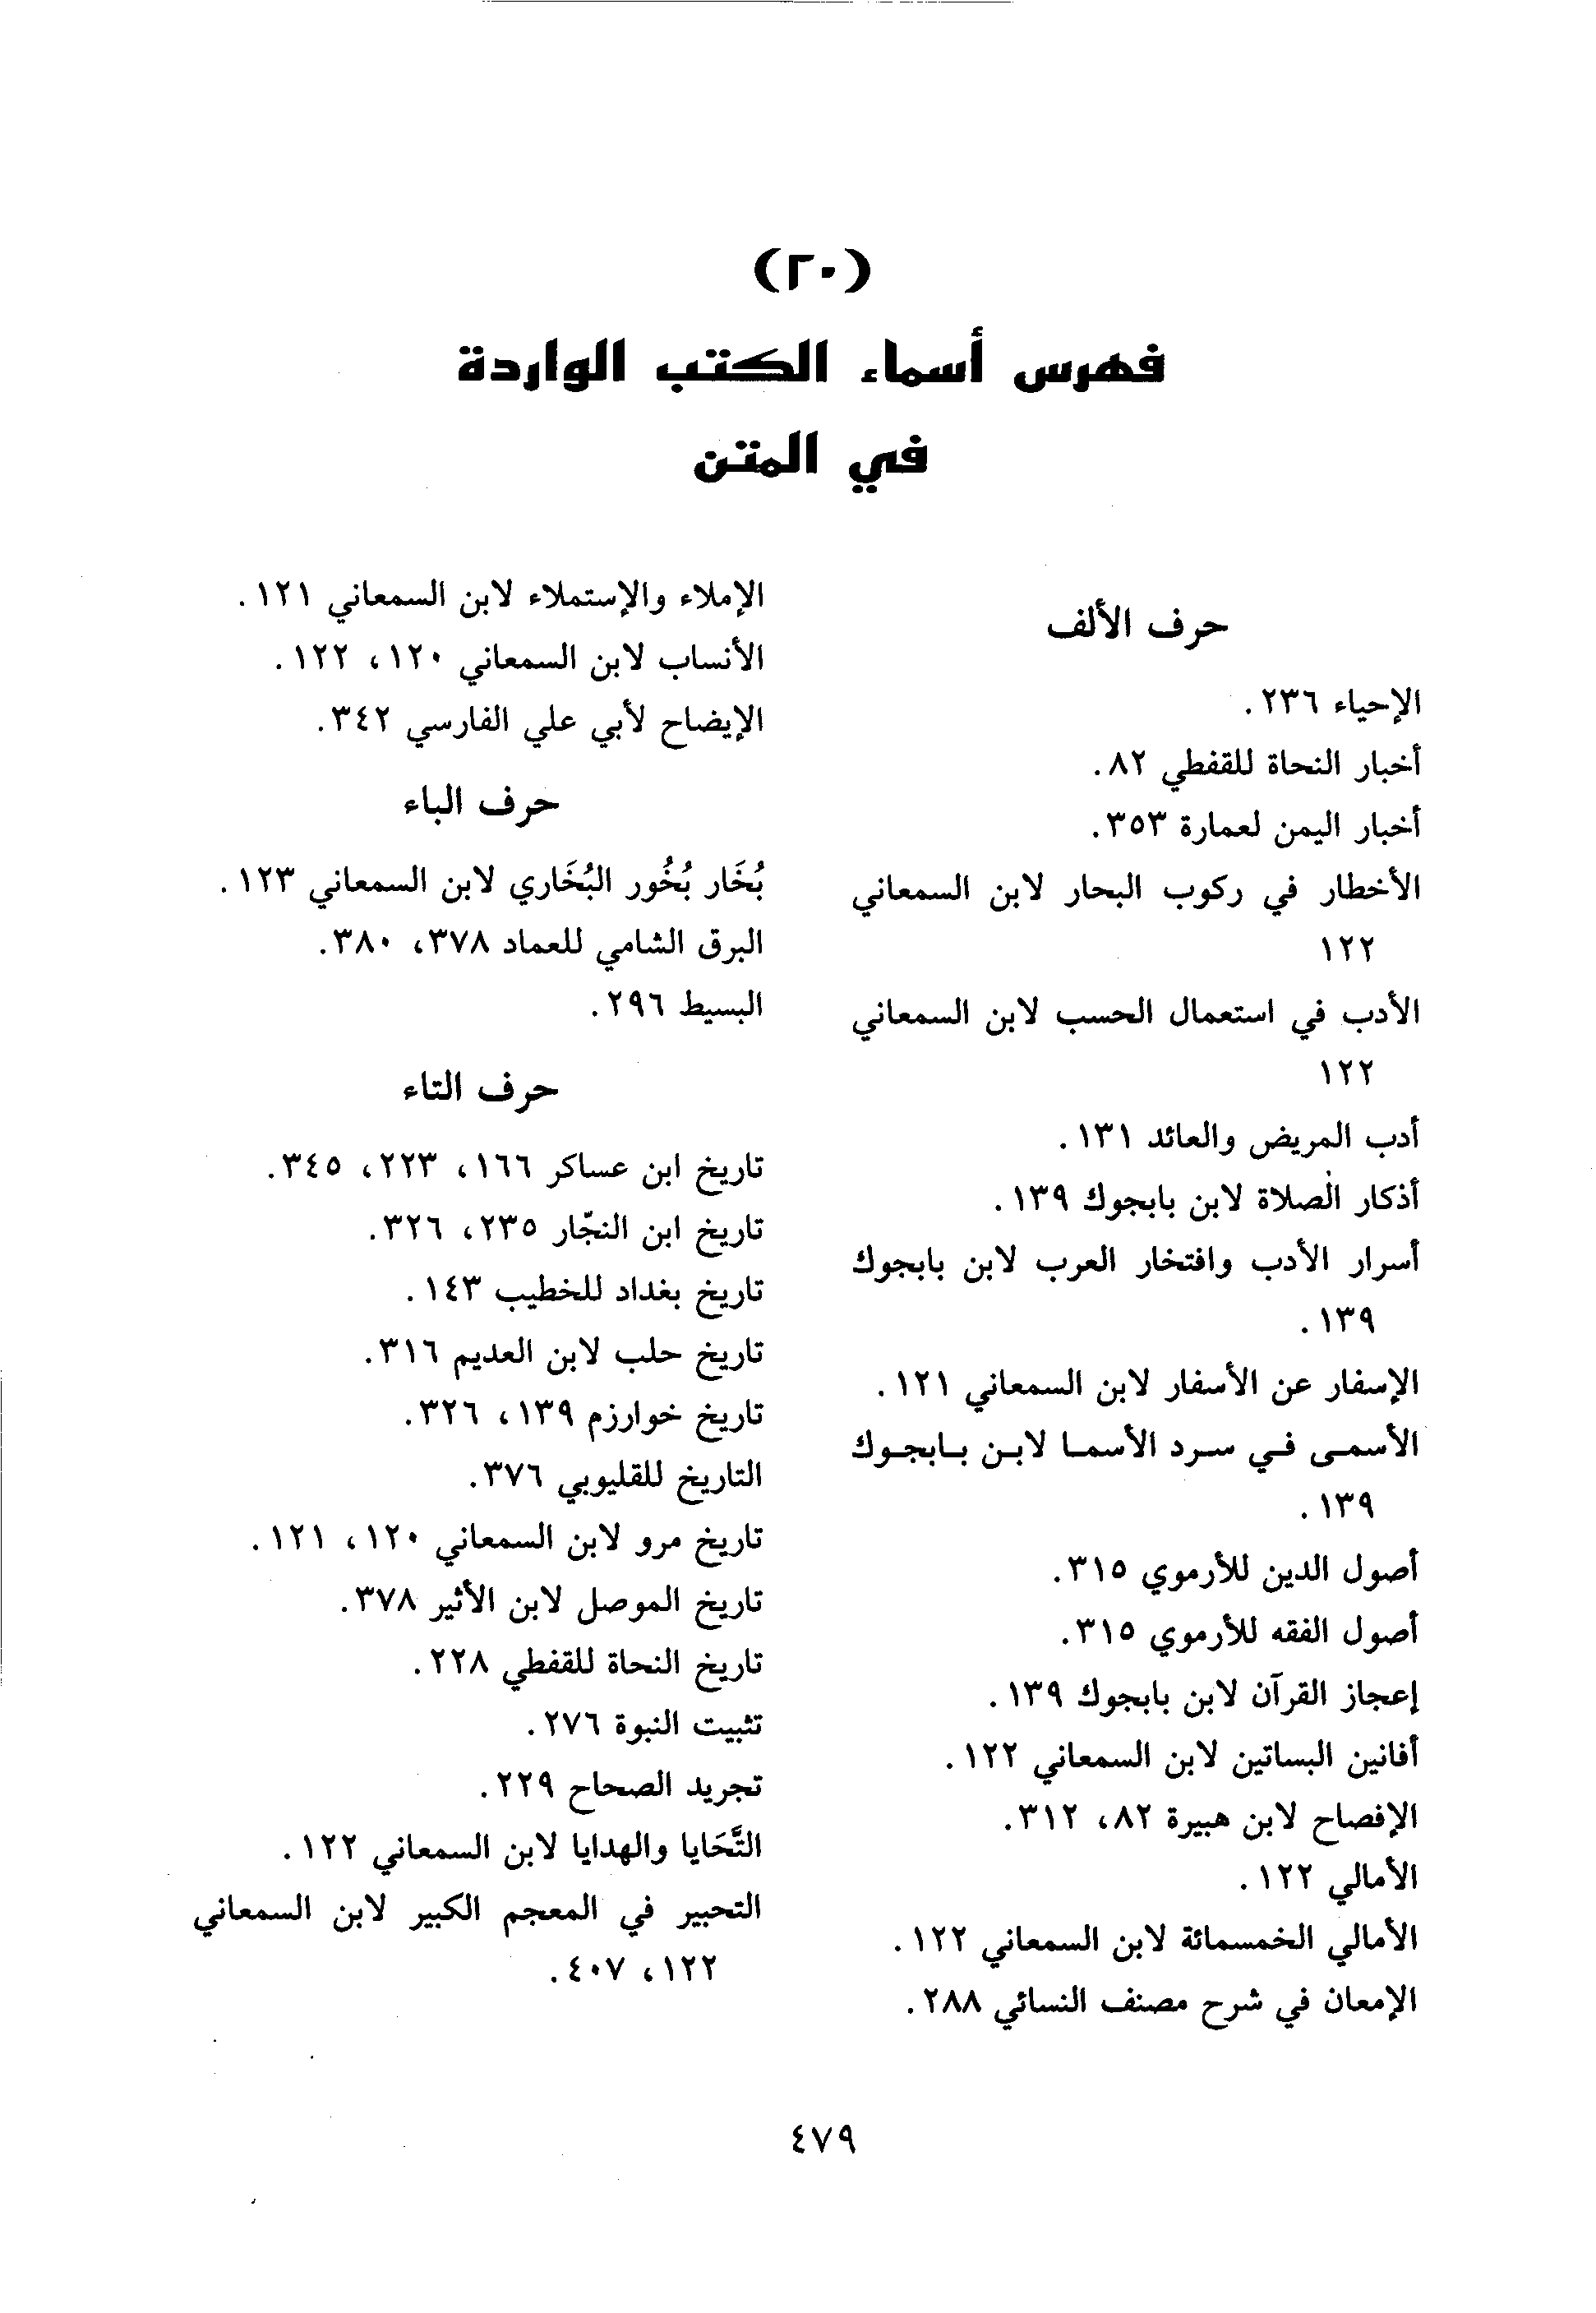 (٢٠)
فهرس أسماء الكتب الواردة
في المتن
حرف الألف
الإحياء ٢٣٦.
أخبار النحاة للقفطي ٨٢.
أخبار اليمن لعمارة ٣٥٣.
الأخطار في ركوب البحار لابن السمعاني
١٢٢
الأدب في استعمال الحسب لابن السمعاني
١٢٢
أدب المريض والعائد ١٣١.
أذكار الصلاة لابن بابجوك ١٣٩.
أسرار الأدب وافتخار العرب لابن بابجوك
١٣٩.
الإسفار عن الأسفار لابن السمعاني ١٢١.
الأسمى في سرد الأسما لابن بابجوك
١٣٩.
أصول الدين للأرموي ٣١٥.
أصول الفقه للأرموي ٣١٥.
إعجاز القرآن لابن بابجوك ١٣٩.
أفانين البساتين لابن السمعاني ١٢٢.
الإفصاح لابن هبيرة ٨٢، ٣١٢.
الأمالي ١٢٢.
الأمالي الخمسمائة لابن السمعاني ١٢٢.
الإمعان في شرح مصنف النسائي ٢٨٨.
الإملاء والإستملاء لابن السمعاني ١٢١.
الأنساب لابن السمعاني ١٢٠، ١٢٢.
الإيضاح لأبي علي الفارسي ٣٤٢.
حرف الباء
بُخَار بُخُور البُخَاري لابن السمعاني ١٢٣.
البرق الشامي للعماد ٣٧٨، ٣٨٠.
البسيط ٢٩٦.
حرف التاء
تاريخ ابن عساكر ١٦٦، ٢٢٣، ٣٤٥.
تاريخ ابن النجّار ٢٣٥، ٣٢٦.
تاريخ بغداد للخطيب ١٤٣.
تاريخ حلب لابن العديم ٣١٦.
تاريخ خوارزم ١٣٩، ٣٢٦.
التاريخ للقليوبي ٣٧٦.
تاريخ مرو لابن السمعاني ١٢٠، ١٢١.
تاريخ الموصل لابن الأثير ٣٧٨.
تاريخ النحاة للقفطي ٢٢٨.
تثبيت النبوة ٢٧٦.
تجريد الصحاح ٢٢٩.
التَّحَايا والهدايا لابن السمعاني ١٢٢.
التحبير في المعجم الكبير لابن السمعاني
١٢٢، ٤٠٧.
٤٧٩